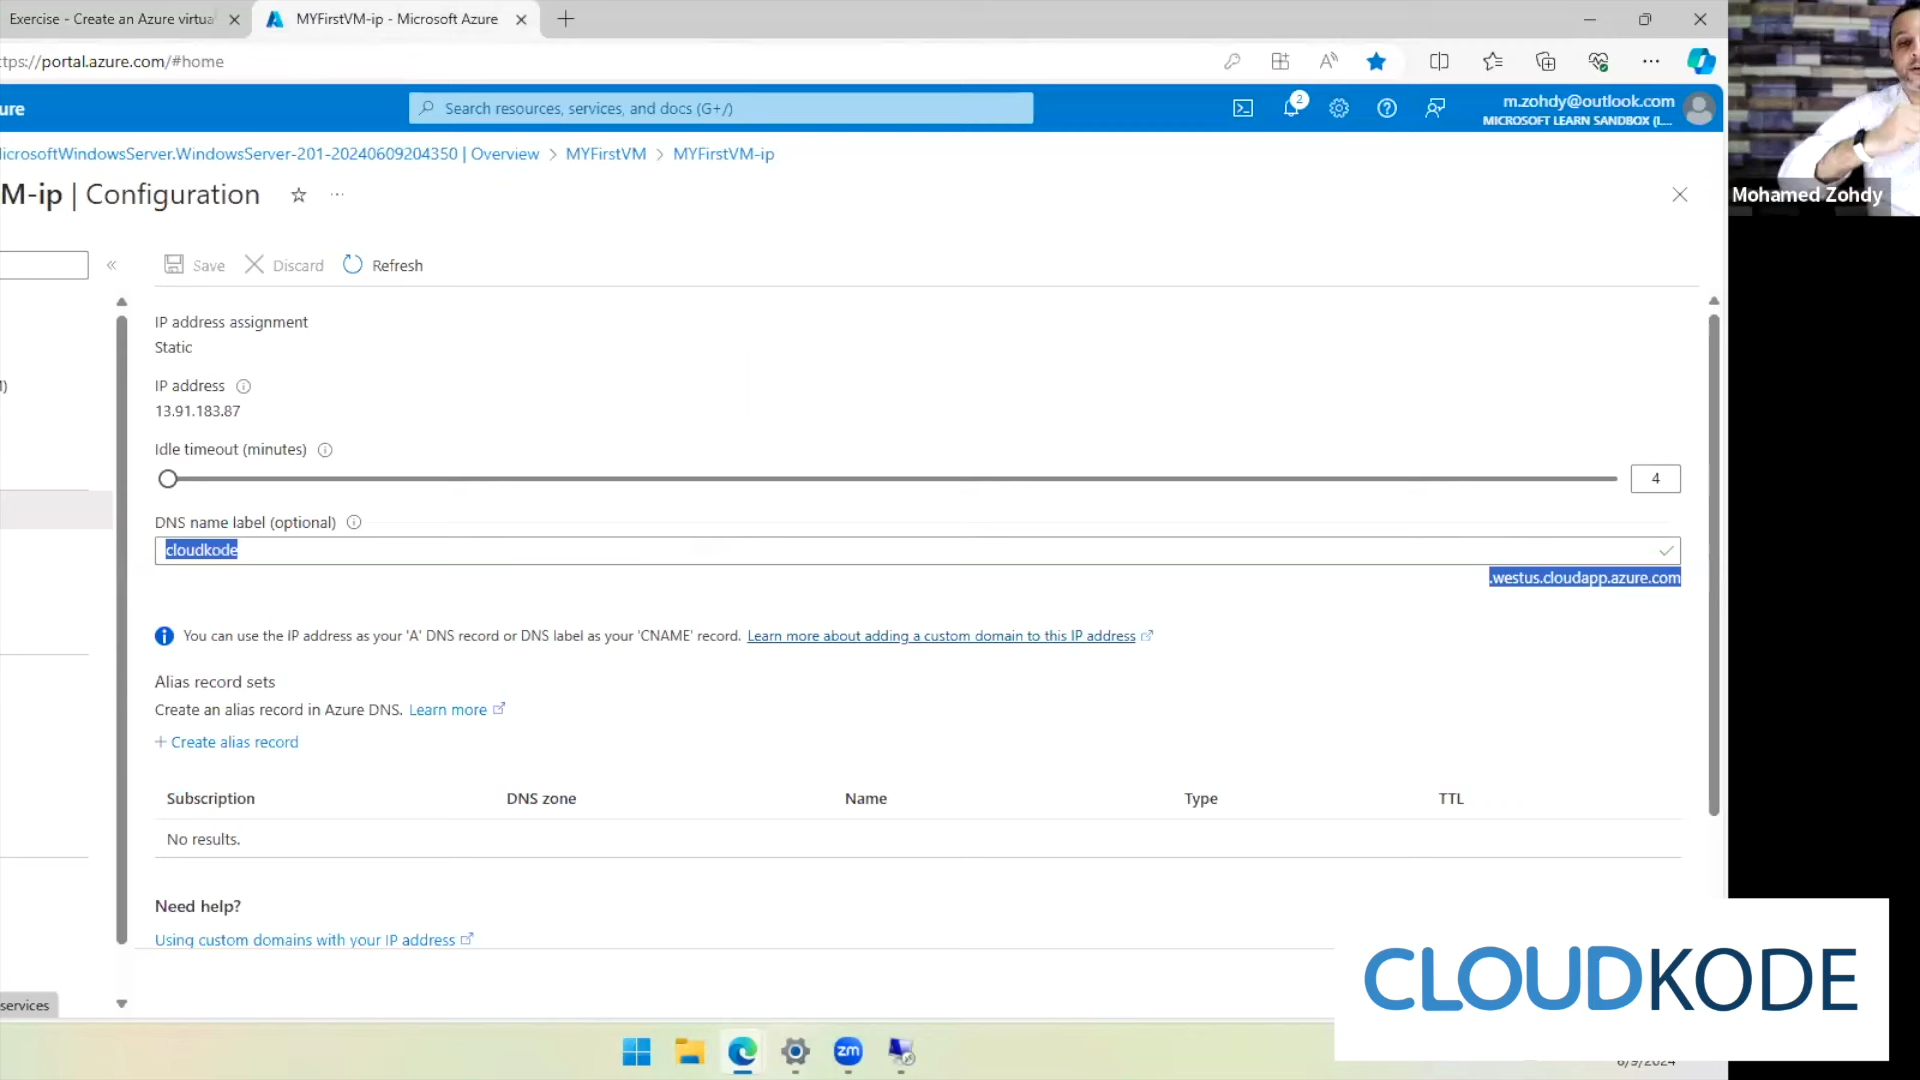 Exercise - Create an Azure virtua
MYFirstVM-ip - Microsoft Azure
ttps://portal.azure.com/#home
ure
Search resources, services, and docs (G+/)
2
m.zohdy@outlook.com
MICROSOFT LEARN SANDBOX (L...
icrosoftWindowsServer.WindowsServer-201-20240609204350 | Overview > MYFirstVM > MYFirstVM-ip
M-ip | Configuration
Mohamed Zohdy
Save
Discard
Refresh
IP address assignment
Static
IP address
13.91.183.87
Idle timeout (minutes)
4
DNS name label (optional)
cloudkode
.westus.cloudapp.azure.com
You can use the IP address as your 'A' DNS record or DNS label as your 'CNAME' record. Learn more about adding a custom domain to this IP address
Alias record sets
Create an alias record in Azure DNS. Learn more
+ Create alias record
Subscription DNS zone Name Type TTL
No results.
Need help?
Using custom domains with your IP address
services
CLOUDKODE
zm
6/9/2024